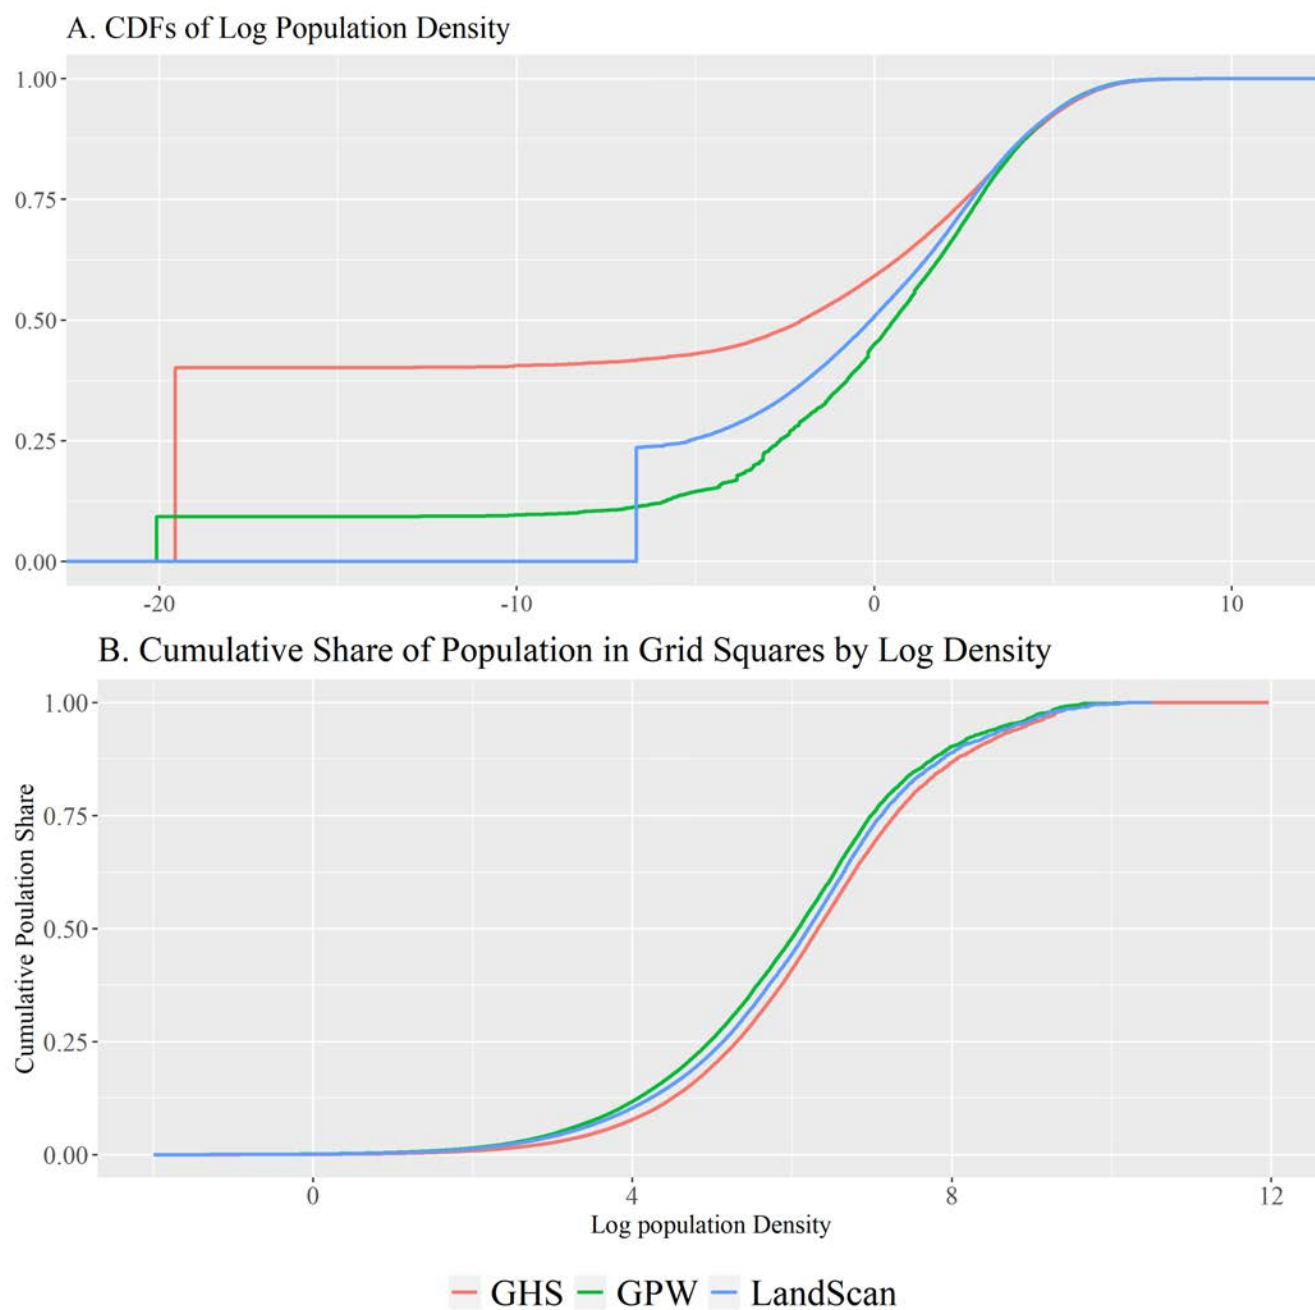 A. CDFs of Log Population Density
1.00
0.75
0.50
0.25
0.00
-20 -10 0 10
B. Cumulative Share of Population in Grid Squares by Log Density
Cumulative Poulation Share
1.00
0.75
0.50
0.25
0.00
0 4 8 12
Log population Density
GHS GPW LandScan